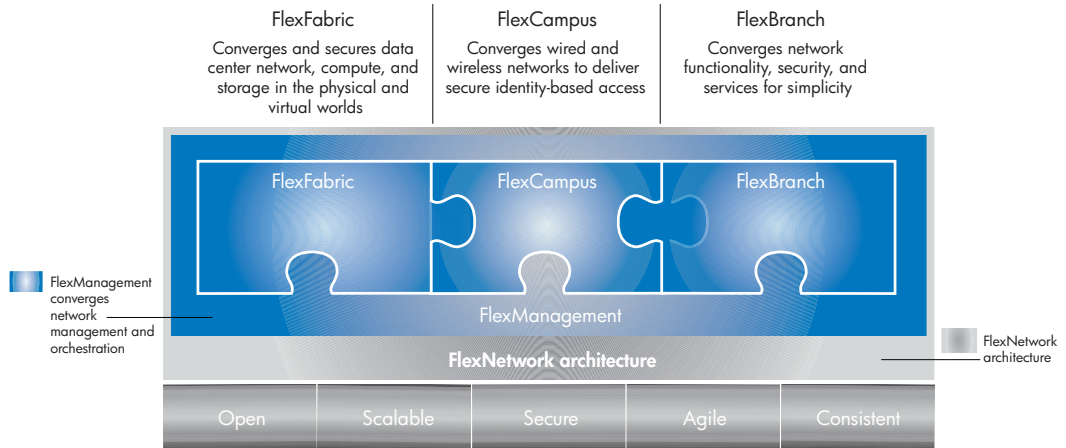 FlexFabric
Converges and secures data
center network, compute, and
storage in the physical and
virtual worlds
FlexCampus
Converges wired and
wireless networks to deliver
secure identity-based access
FlexBranch
Converges network
functionality, security, and
services for simplicity
FlexFabric
FlexCampus
FlexBranch
FlexManagement
converges
network
management and
orchestration
FlexManagement
FlexNetwork architecture
FlexNetwork
architecture
Open
Scalable
Secure
Agile
Consistent